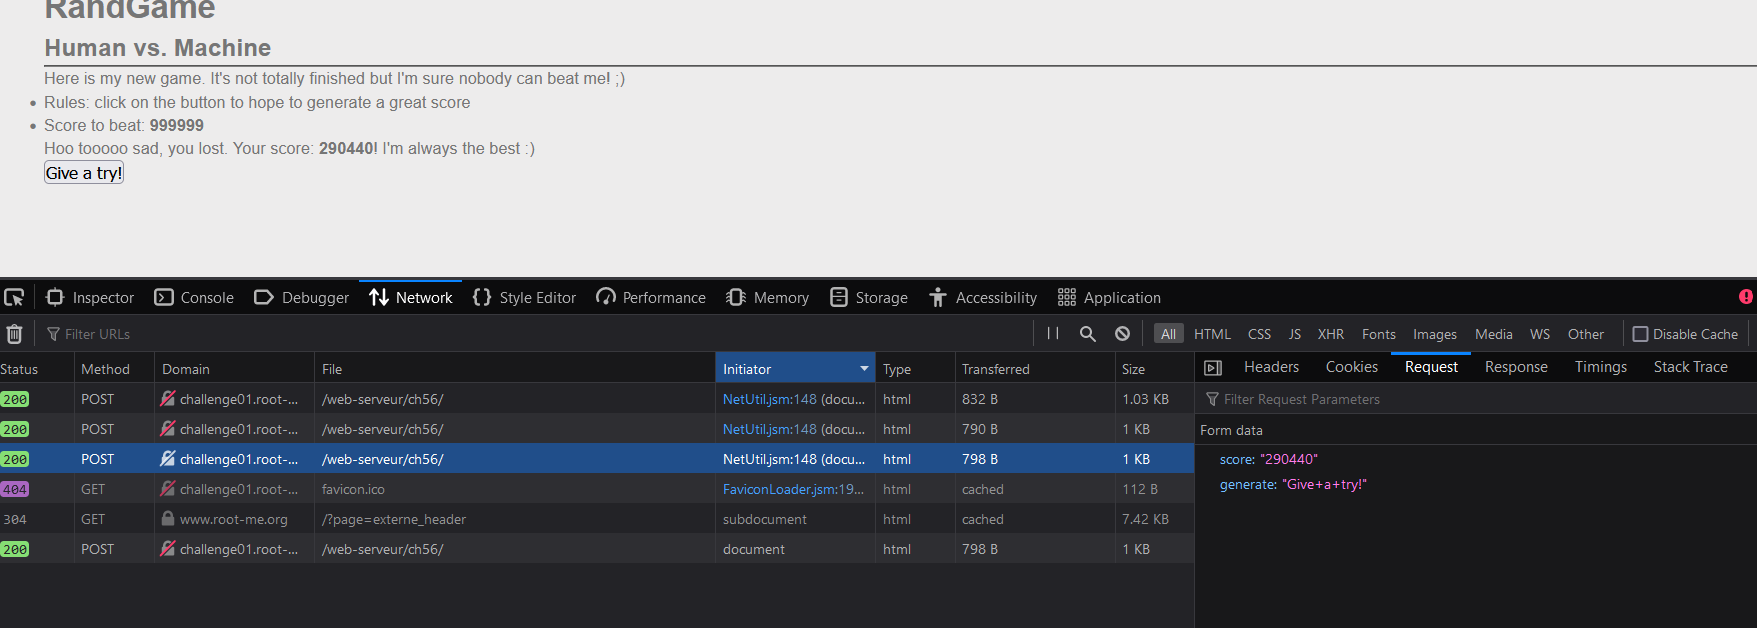 RandGame
Human vs. Machine
Here is my new game. It's not totally finished but I'm sure nobody can beat me! ;)
Rules: click on the button to hope to generate a great score
Score to beat: 999999
Hoo tooooo sad, you lost. Your score: 290440! I'm always the best :)
Give a try!
Inspector Console Debugger Network {} Style Editor Performance Memory Storage Accessibility Application
Filter URLs All HTML CSS JS XHR Fonts Images Media WS Other Disable Cache
Status Method Domain File Initiator Type Transferred Size Headers Cookies Request Response Timings Stack Trace
200 POST challenge01.root-... /web-serveur/ch56/ NetUtil.jsm:148 (docu... html 832 B 1.03 KB Filter Request Parameters
200 POST challenge01.root-... /web-serveur/ch56/ NetUtil.jsm:148 (docu... html 790 B 1 KB Form data
200 POST challenge01.root-... /web-serveur/ch56/ NetUtil.jsm:148 (docu... html 798 B 1 KB score: "290440"
404 GET challenge01.root-... favicon.ico FaviconLoader.jsm:19... html cached 112 B generate: "Give+a+try!"
304 GET www.root-me.org /?page=externe_header subdocument html cached 7.42 KB
200 POST challenge01.root-... /web-serveur/ch56/ document html 798 B 1 KB